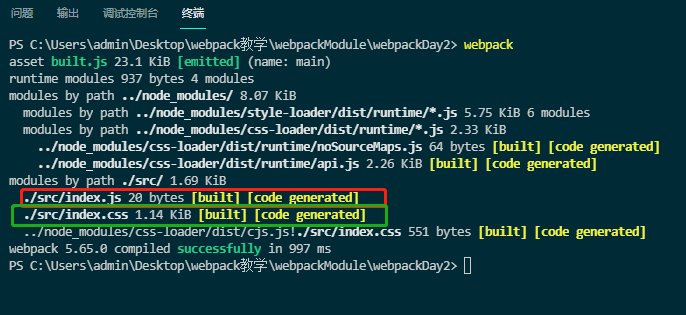 问题 输出 调试控制台 终端
PS C:\Users\admin\Desktop\webpack教学\webpackModule\webpackDay2> webpack
asset built.js 23.1 KiB [emitted] (name: main)
runtime modules 937 bytes 4 modules
modules by path ../node_modules/ 8.07 KiB
modules by path ../node_modules/style-loader/dist/runtime/*.js 5.75 KiB 6 modules
modules by path ../node_modules/css-loader/dist/runtime/*.js 2.33 KiB
../node_modules/css-loader/dist/runtime/noSourceMaps.js 64 bytes [built] [code generated]
../node_modules/css-loader/dist/runtime/api.js 2.26 KiB [built] [code generated]
modules by path ./src/ 1.69 KiB
./src/index.js 20 bytes [built] [code generated]
./src/index.css 1.14 KiB [built] [code generated]
../node_modules/css-loader/dist/cjs.js!./src/index.css 551 bytes [built] [code generated]
webpack 5.65.0 compiled successfully in 997 ms
PS C:\Users\admin\Desktop\webpack教学\webpackModule\webpackDay2>